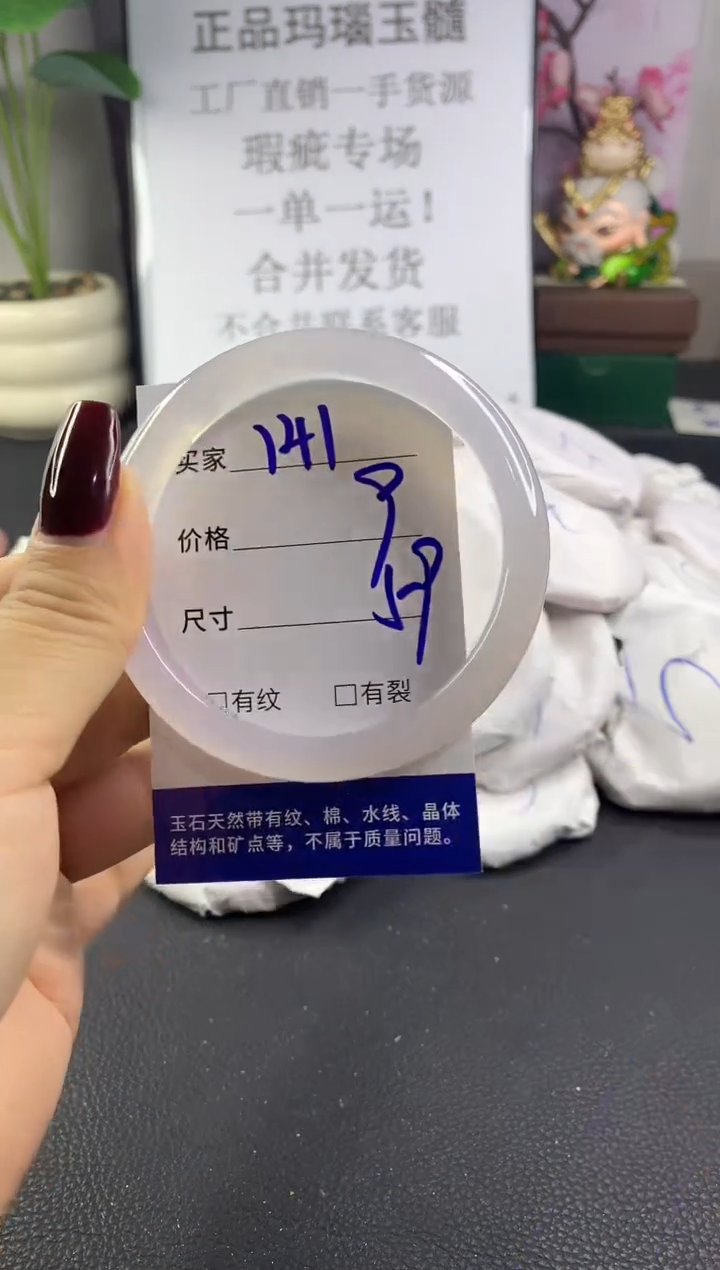 正品玛瑙玉髓
工厂直销一手货源
瑕疵专场
一单一运！
合并发货
不合并联系客服
买家 141
价格 9
尺寸 59
□有纹 □有裂
玉石天然带有纹、棉、水线、晶体
结构和矿点等，不属于质量问题。